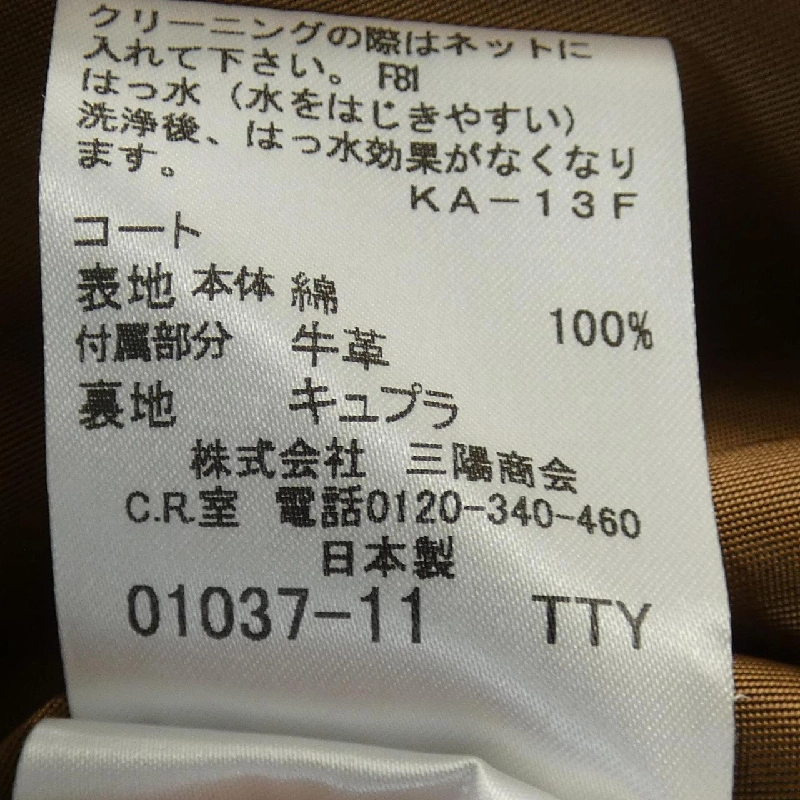 クリーニングの際はネットに
入れて下さい。 F81
はっ水（水をはじきやすい）
洗浄後、はっ水効果がなくなり
ます。
KA-13F
コート
表地 本体 綿 100%
付属部分 牛革
裏地 キュプラ
株式会社 三陽商会
C.R.室 電話0120-340-460
日本製
01037-11 TTY